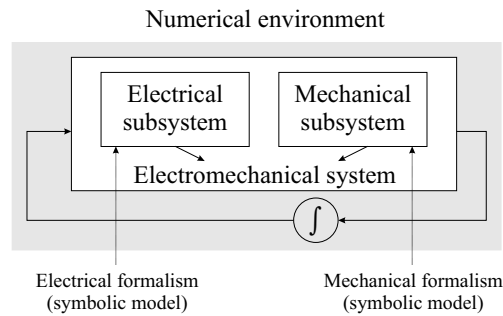 Numerical environment
Electrical
subsystem
Mechanical
subsystem
Electromechanical system
∫
Electrical formalism
(symbolic model)
Mechanical formalism
(symbolic model)